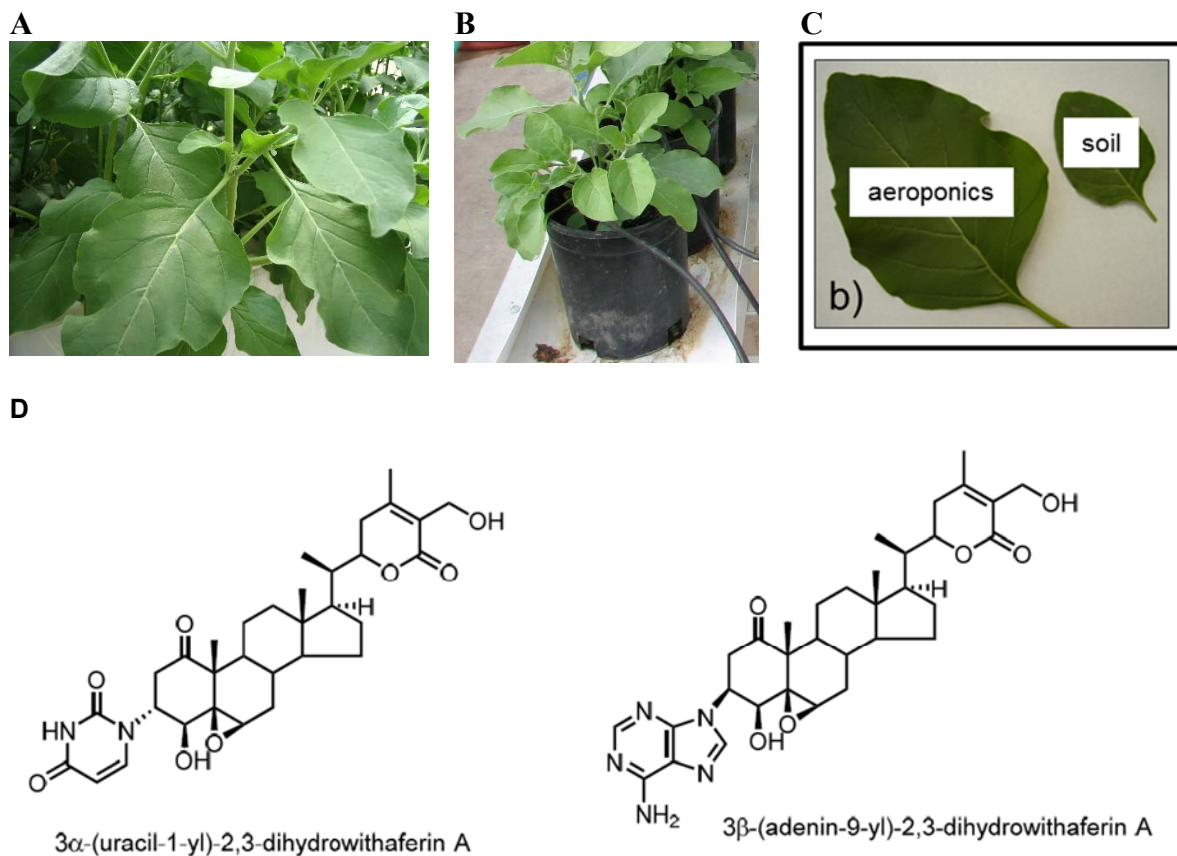 A
B
C
aeroponics
soil
b)
D
O
O
HN
N
O
OH
O
O
O
OH
H
3α-(uracil-1-yl)-2,3-dihydrowithaferin A
O
N
N
N
N
NH₂
OH
O
O
O
OH
H
3β-(adenin-9-yl)-2,3-dihydrowithaferin A